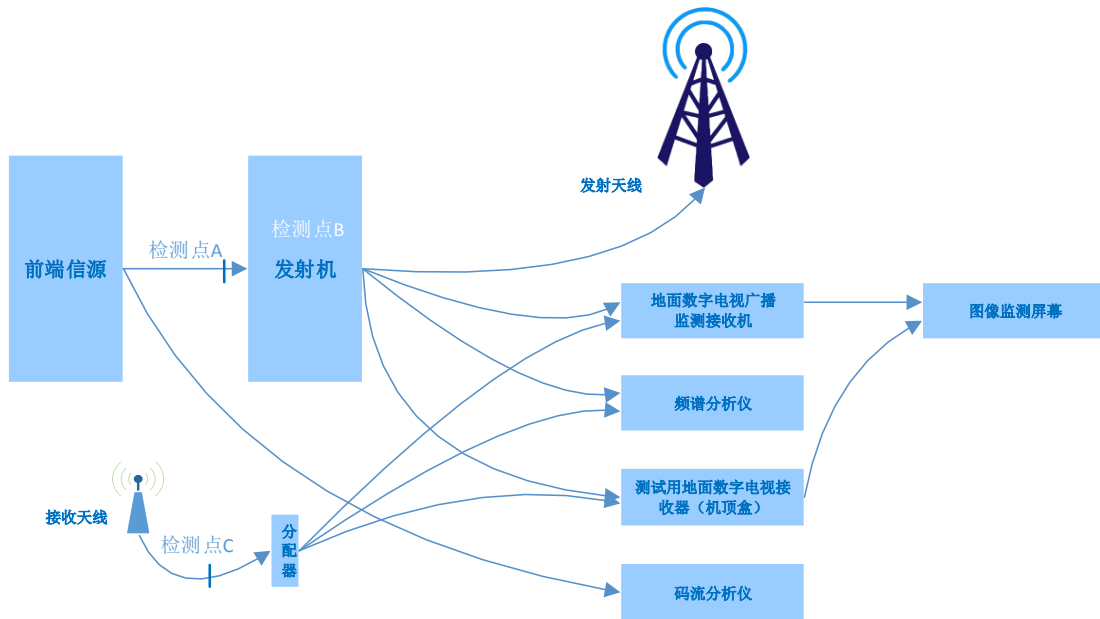 发射天线
检测点A
检测点B
前端信源
发射机
地面数字电视广播
监测接收机
图像监测屏幕
频谱分析仪
测试用地面数字电视接
收器（机顶盒）
接收天线
检测点C
分
配
器
码流分析仪